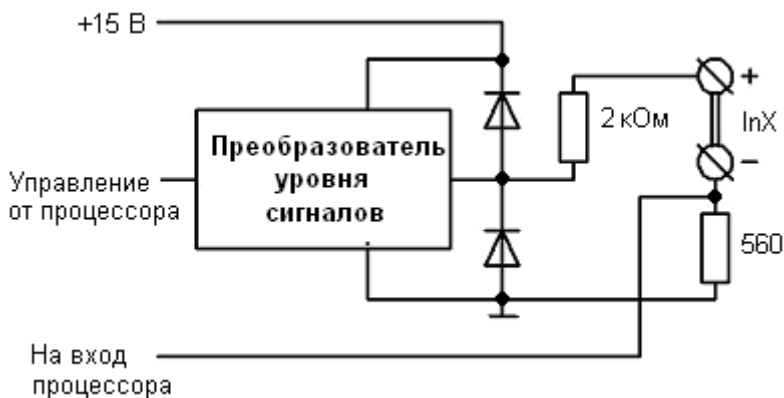 +15 В
Преобразователь
уровня
сигналов
Управление
от процессора
2 кОм
+
InX
−
560
На вход
процессора